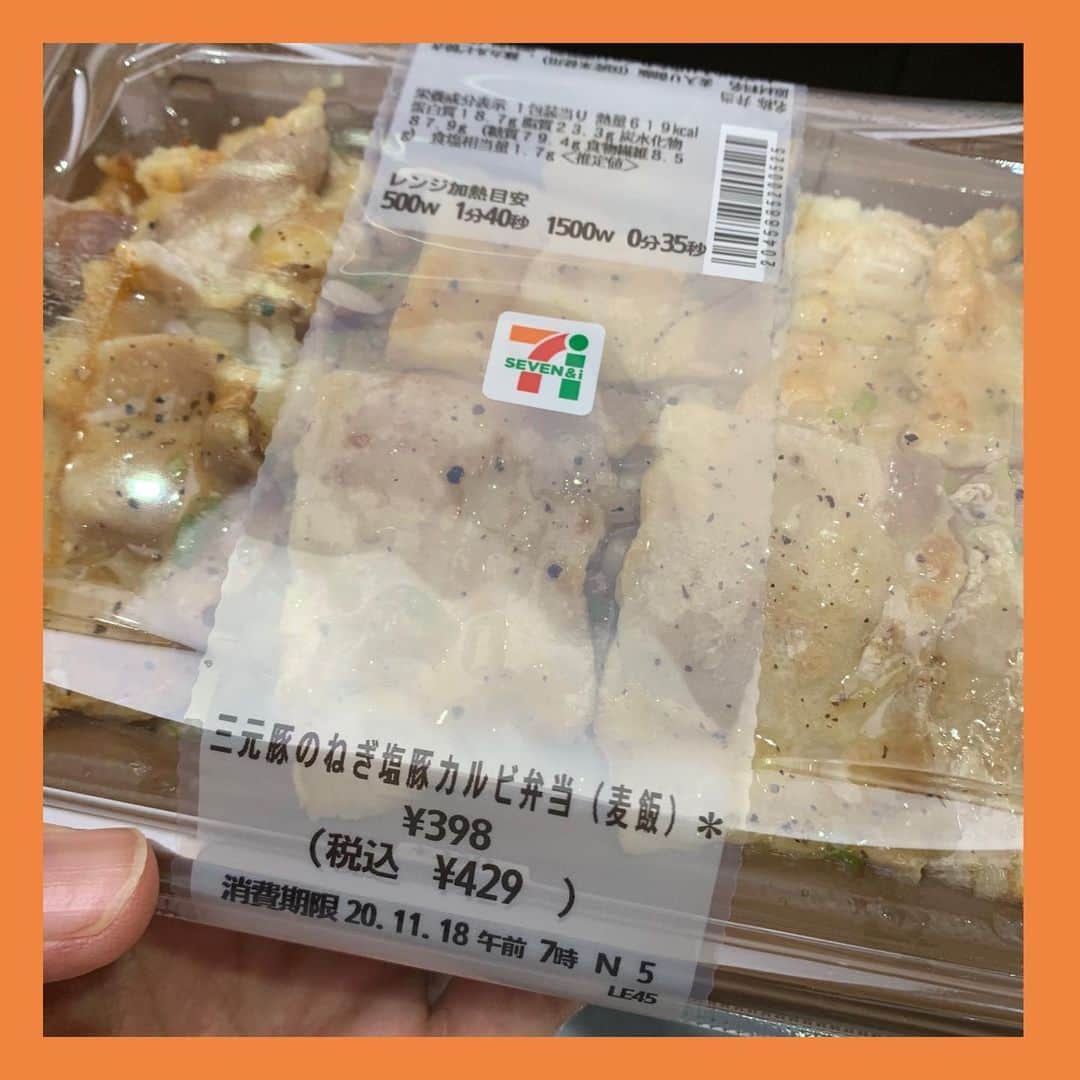 名称 弁当
栄養成分表示 1包装当り 熱量619kcal
蛋白質18.7g 脂質23.3g 炭水化物
87.9g (糖質79.4g 食物繊維8.5
g) 食塩相当量1.7g <推定値>
レンジ加熱目安
500w 1分40秒 1500w 0分35秒
SEVEN&i
三元豚のねぎ塩豚カルビ弁当(麦飯)*
¥398
(税込 ¥429 )
消費期限 20.11.18 午前 7時 N 5
LE45